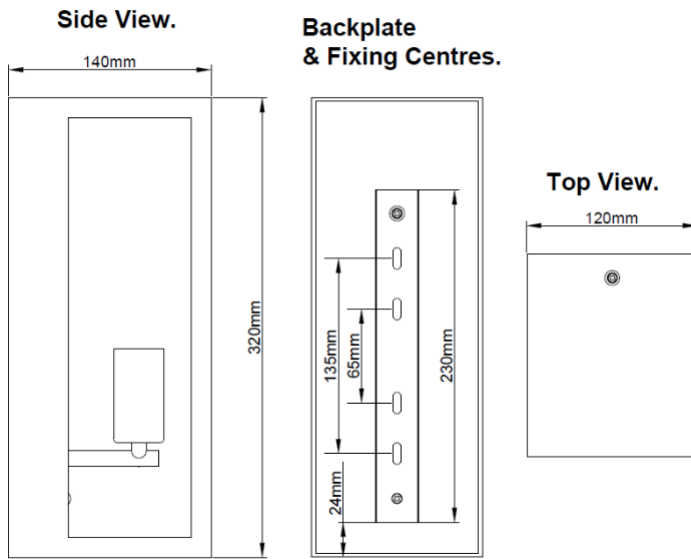 Side View.
140mm
320mm
Backplate
& Fixing Centres.
135mm
65mm
230mm
24mm
Top View.
120mm